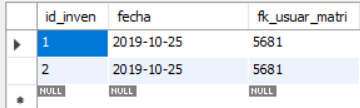 id_inven fecha fk_usuar_matri
1 2019-10-25 5681
2 2019-10-25 5681
NULL NULL NULL